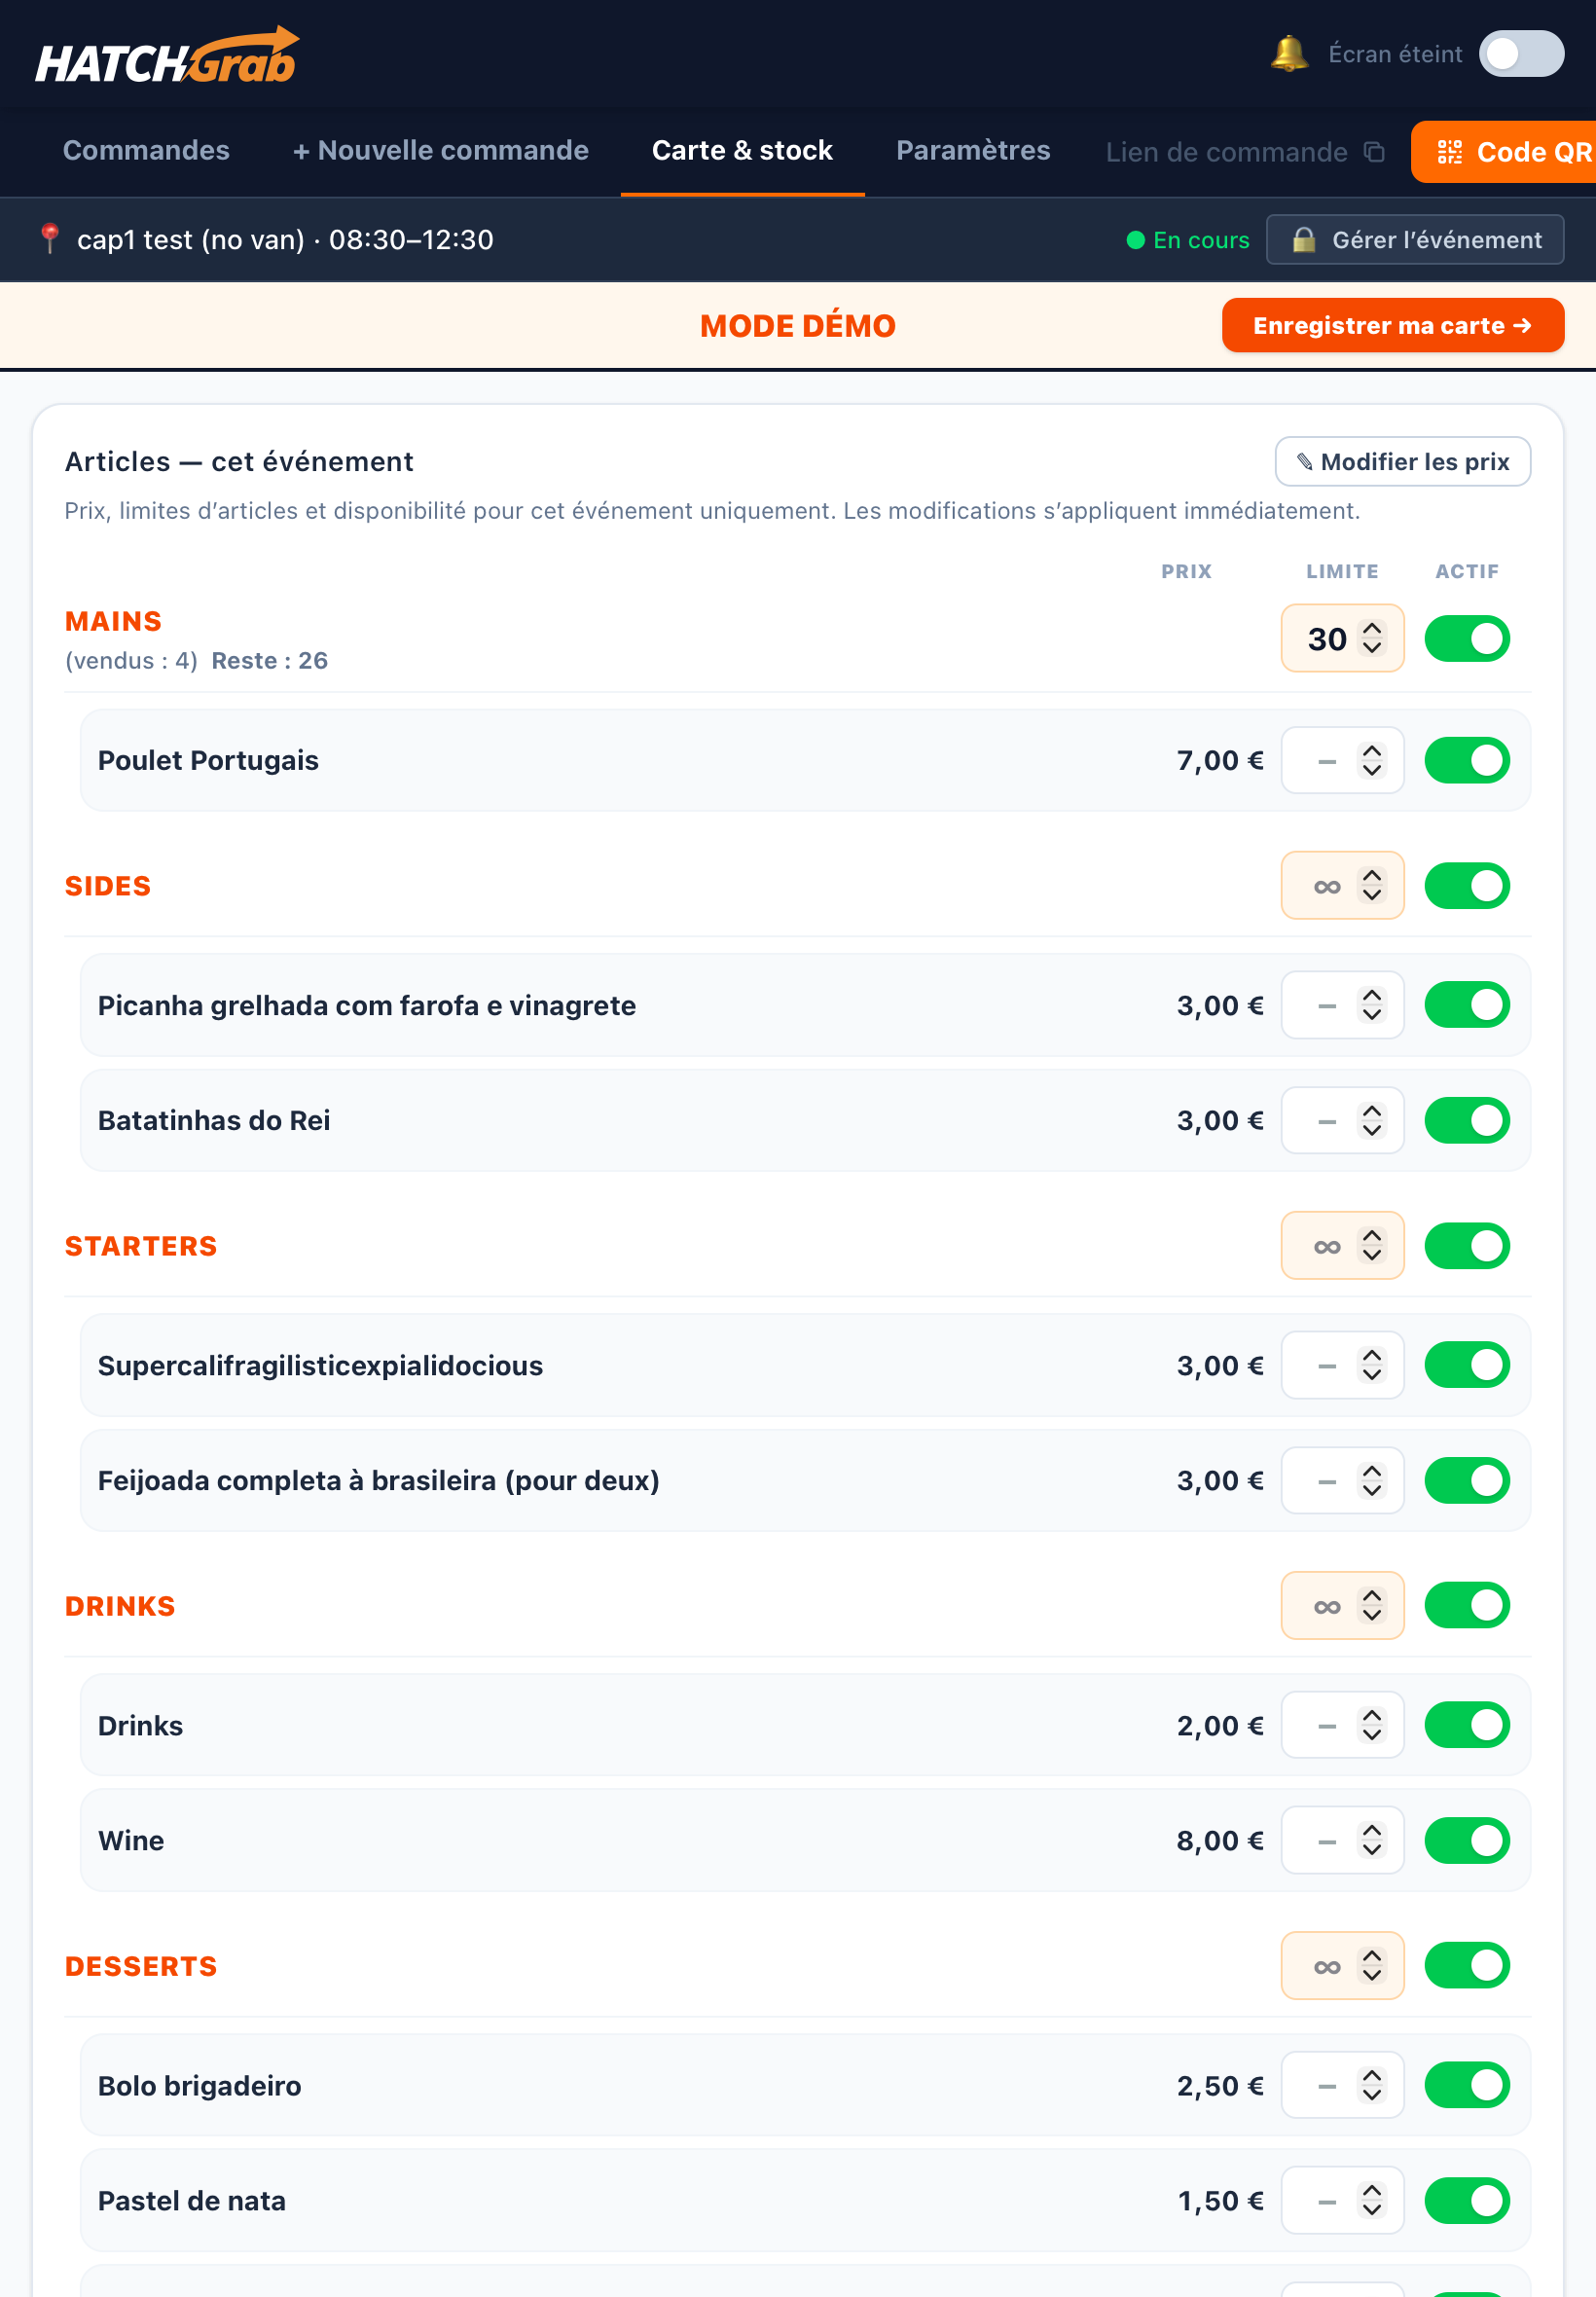 HATCHGrab
Écran éteint
Commandes + Nouvelle commande Carte & stock Paramètres Lien de commande Code QR
cap1 test (no van) · 08:30–12:30 En cours Gérer l’événement
MODE DÉMO Enregistrer ma carte →
Articles — cet événement ✎ Modifier les prix
Prix, limites d’articles et disponibilité pour cet événement uniquement. Les modifications s’appliquent immédiatement.
PRIX LIMITE ACTIF
MAINS 30
(vendus : 4) Reste : 26
Poulet Portugais 7,00 € –
SIDES ∞
Picanha grelhada com farofa e vinagrete 3,00 € –
Batatinhas do Rei 3,00 € –
STARTERS ∞
Supercalifragilisticexpialidocious 3,00 € –
Feijoada completa à brasileira (pour deux) 3,00 € –
DRINKS ∞
Drinks 2,00 € –
Wine 8,00 € –
DESSERTS ∞
Bolo brigadeiro 2,50 € –
Pastel de nata 1,50 € –